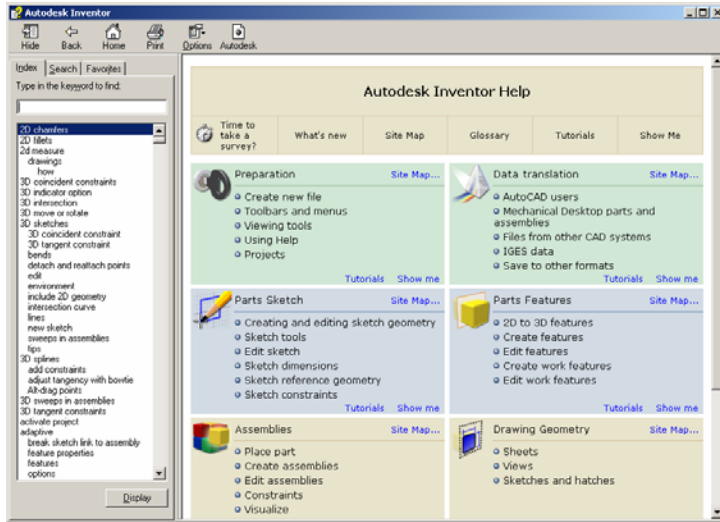 Autodesk Inventor
Hide Back Home Print Options Autodesk
Index Search Favorites
Type in the keyword to find:
2D chamfers
2D fillets
2d measure
drawings
how
3D coincident constraints
3D indicator option
3D intersection
3D move or rotate
3D sketches
3D coincident constraint
3D tangent constraint
bends
detach and reattach points
edit
environment
include 2D geometry
intersection curve
lines
new sketch
sweeps in assemblies
tips
3D splines
add constraints
adjust tangency with bowtie
Alt-drag points
3D sweeps in assemblies
3D tangent constraints
activate project
adaptive
break sketch link to assembly
feature properties
features
options
Display
Autodesk Inventor Help
Time to take a survey? What's new Site Map Glossary Tutorials Show Me
Preparation Site Map...
Create new file
Toolbars and menus
Viewing tools
Using Help
Projects
Tutorials Show me
Data translation Site Map...
AutoCAD users
Mechanical Desktop parts and
assemblies
Files from other CAD systems
IGES data
Save to other formats
Tutorials Show me
Parts Sketch Site Map...
Creating and editing sketch geometry
Sketch tools
Edit sketch
Sketch dimensions
Sketch reference geometry
Sketch constraints
Tutorials Show me
Parts Features Site Map...
2D to 3D features
Create features
Edit features
Create work features
Edit work features
Tutorials Show me
Assemblies Site Map...
Place part
Create assemblies
Edit assemblies
Constraints
Visualize
Drawing Geometry Site Map...
Sheets
Views
Sketches and hatches